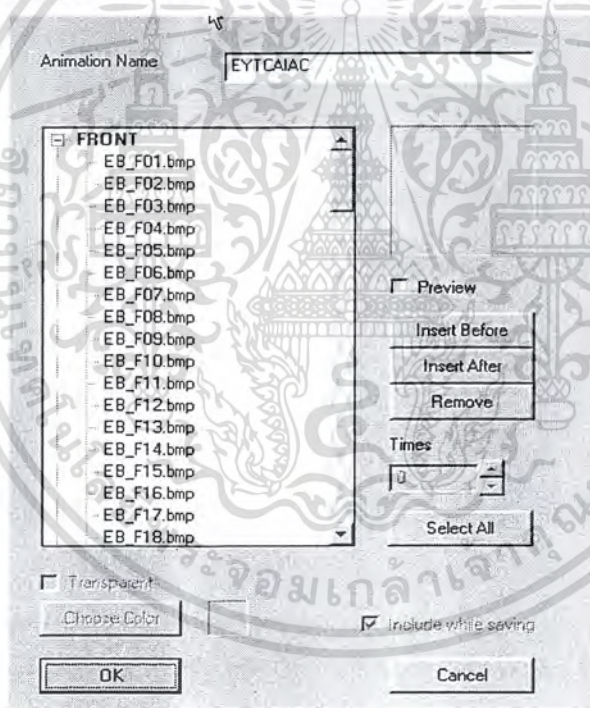 Animation Name
EYTCAIAC
FRONT
EB_F01.bmp
EB_F02.bmp
EB_F03.bmp
EB_F04.bmp
EB_F05.bmp
EB_F06.bmp
EB_F07.bmp
EB_F08.bmp
EB_F09.bmp
EB_F10.bmp
EB_F11.bmp
EB_F12.bmp
EB_F13.bmp
EB_F14.bmp
EB_F15.bmp
EB_F16.bmp
EB_F17.bmp
EB_F18.bmp
Preview
Insert Before
Insert After
Remove
Times
0
Select All
Transparent
Choose Color
Include while saving
OK
Cancel